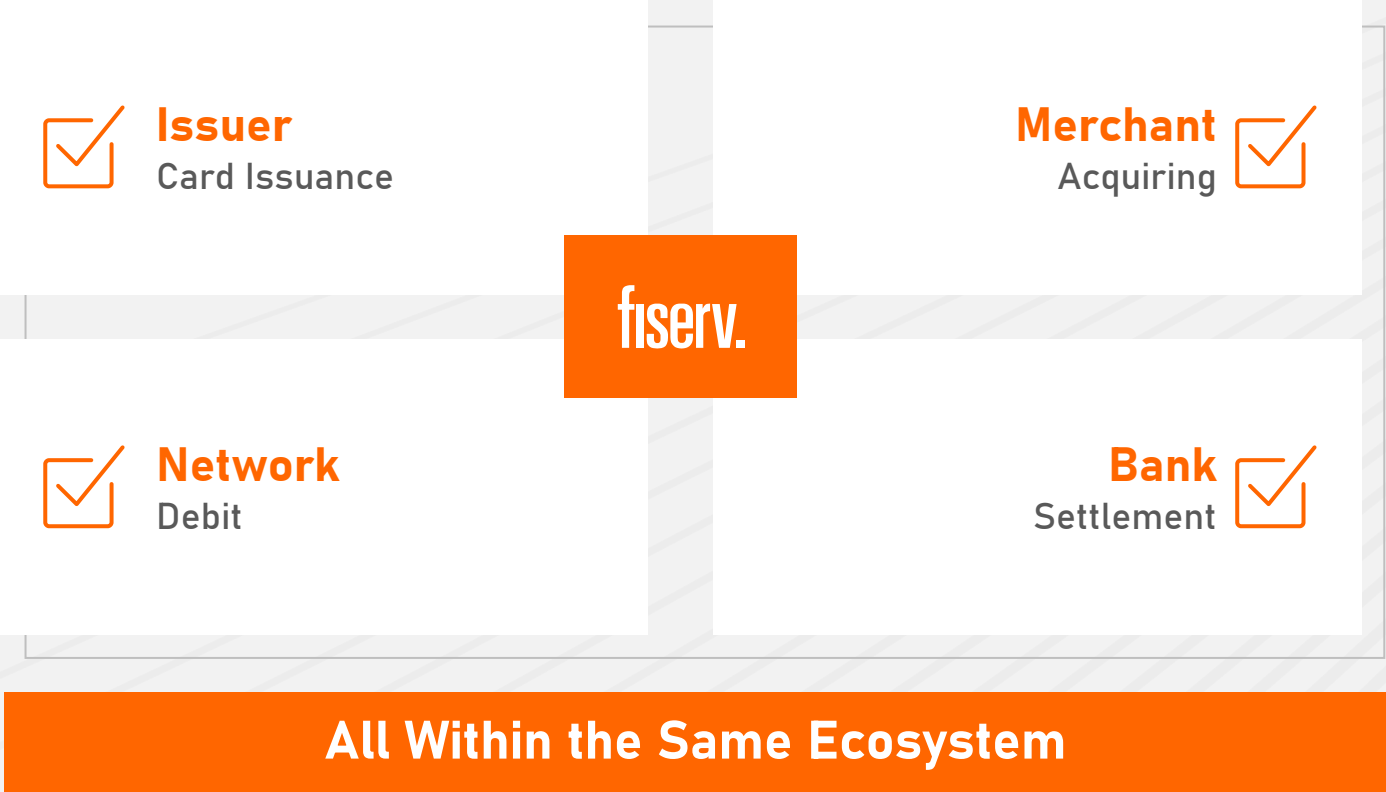 Issuer
Card Issuance
Merchant
Acquiring
fiserv.
Network
Debit
Bank
Settlement
All Within the Same Ecosystem